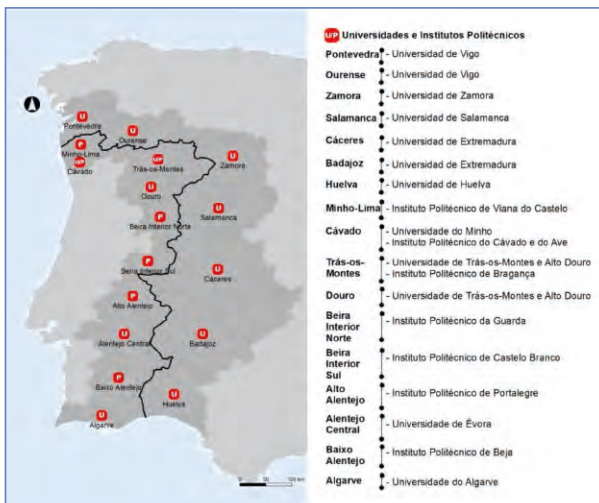 U
Pontevedra
U
Ourense
P
Minho-Lima
U/P
Cávado
U/P
Trás-os-Montes
U
Zamora
U
Douro
P
Beira Interior Norte
U
Salamanca
P
Beira Interior Sul
U
Cáceres
P
Alto Alentejo
U
Alentejo Central
U
Badajoz
P
Baixo Alentejo
U
Huelva
U
Algarve
0 50 100 km
U/P Universidades e Institutos Politécnicos
Pontevedra - Universidad de Vigo
Ourense - Universidad de Vigo
Zamora - Universidad de Zamora
Salamanca - Universidad de Salamanca
Cáceres - Universidad de Extremadura
Badajoz - Universidad de Extremadura
Huelva - Universidad de Huelva
Minho-Lima - Instituto Politécnico de Viana do Castelo
Cávado - Universidade do Minho
- Instituto Politécnico do Cávado e do Ave
Trás-os- - Universidade de Trás-os-Montes e Alto Douro
Montes - Instituto Politécnico de Bragança
Douro - Universidade de Trás-os-Montes e Alto Douro
Beira
Interior - Instituto Politécnico da Guarda
Norte
Beira
Interior - Instituto Politécnico de Castelo Branco
Sul
Alto - Instituto Politécnico de Portalegre
Alentejo
Alentejo - Universidade de Évora
Central
Baixo - Instituto Politécnico de Beja
Alentejo
Algarve - Universidade do Algarve